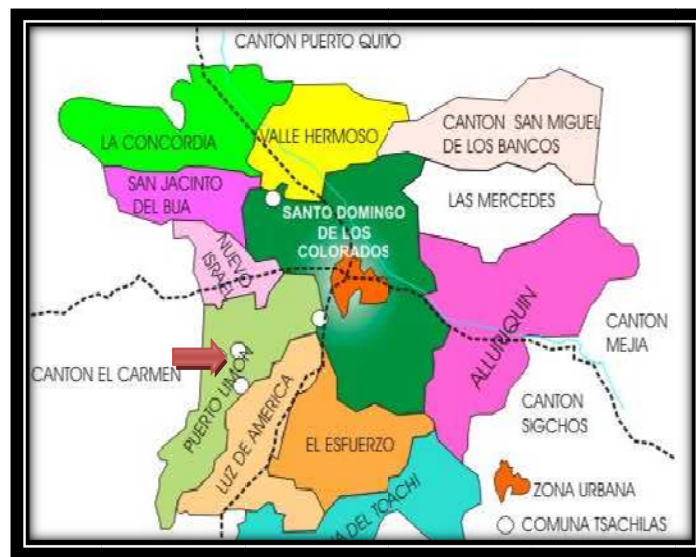 CANTON PUERTO QUITO
LA CONCORDIA
VALLE HERMOSO
CANTON SAN MIGUEL
DE LOS BANCOS
SAN JACINTO
DEL BUA
LAS MERCEDES
SANTO DOMINGO
DE LOS
COLORADOS
NUEVO
ISRAEL
ALLURIQUIN
CANTON
MEJIA
CANTON EL CARMEN
PUERTO LIMON
LUZ DE AMERICA
CANTON
SIGCHOS
EL ESFUERZO
ZONA URBANA
DEL TOACHI
COMUNA TSACHILAS